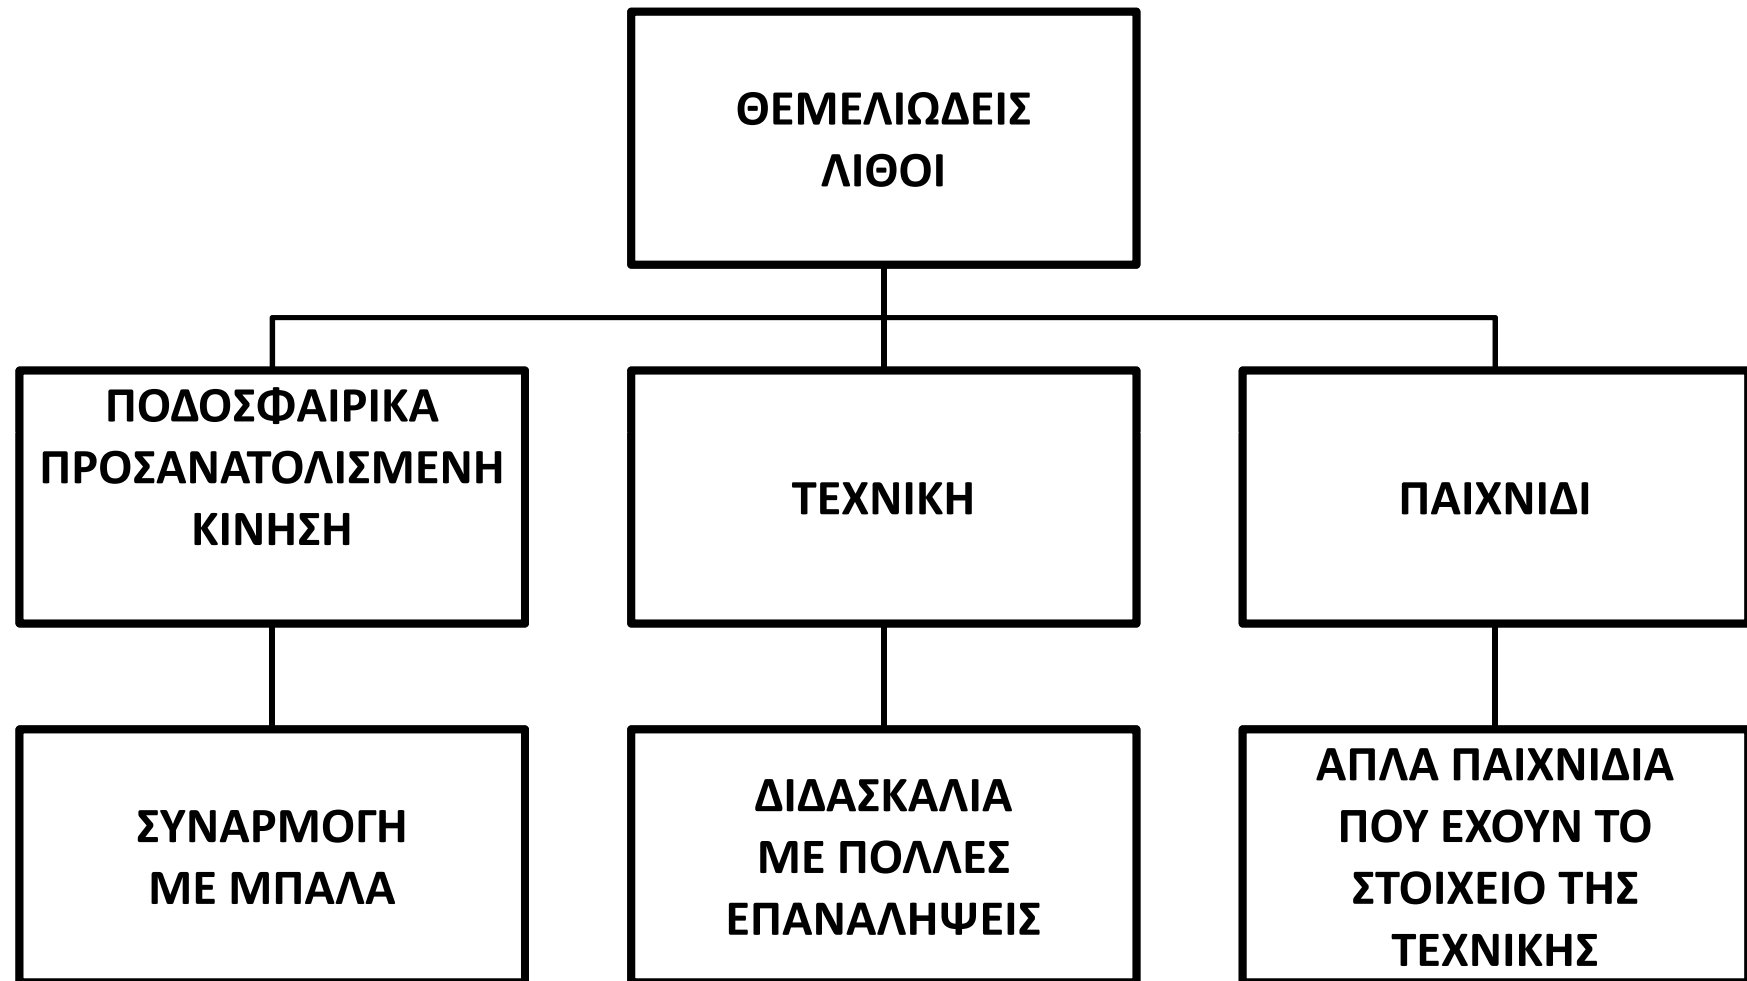 ΘΕΜΕΛΙΩΔΕΙΣ
ΛΙΘΟΙ
ΠΟΔΟΣΦΑΙΡΙΚΑ
ΠΡΟΣΑΝΑΤΟΛΙΣΜΕΝΗ
ΚΙΝΗΣΗ
ΤΕΧΝΙΚΗ
ΠΑΙΧΝΙΔΙ
ΣΥΝΑΡΜΟΓΗ
ΜΕ ΜΠΑΛΑ
ΔΙΔΑΣΚΑΛΙΑ
ΜΕ ΠΟΛΛΕΣ
ΕΠΑΝΑΛΗΨΕΙΣ
ΑΠΛΑ ΠΑΙΧΝΙΔΙΑ
ΠΟΥ ΕΧΟΥΝ ΤΟ
ΣΤΟΙΧΕΙΟ ΤΗΣ
ΤΕΧΝΙΚΗΣ